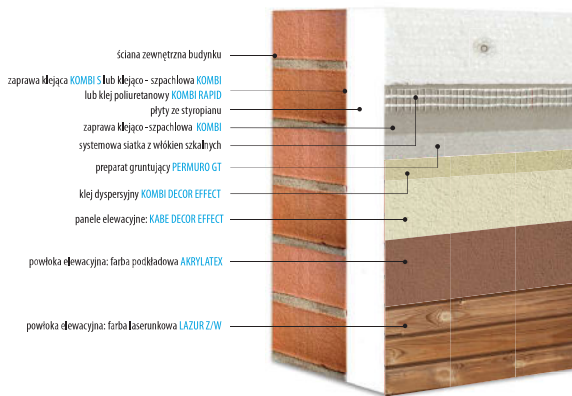 ściana zewnętrzna budynku
zaprawa klejąca KOMBI S lub klejąco - szpachlowa KOMBI
lub klej poliuretanowy KOMBI RAPID
płyty ze styropianu
zaprawa klejąco-szpachlowa KOMBI
systemowa siatka z włókien szkalnych
preparat gruntujący PERMURO GT
klej dyspersyjny KOMBI DECOR EFFECT
panele elewacyjne: KABE DECOR EFFECT
powłoka elewacyjna: farba podkładowa AKRYLATEX
powłoka elewacyjna: farba laserunkowa LAZUR Z/W